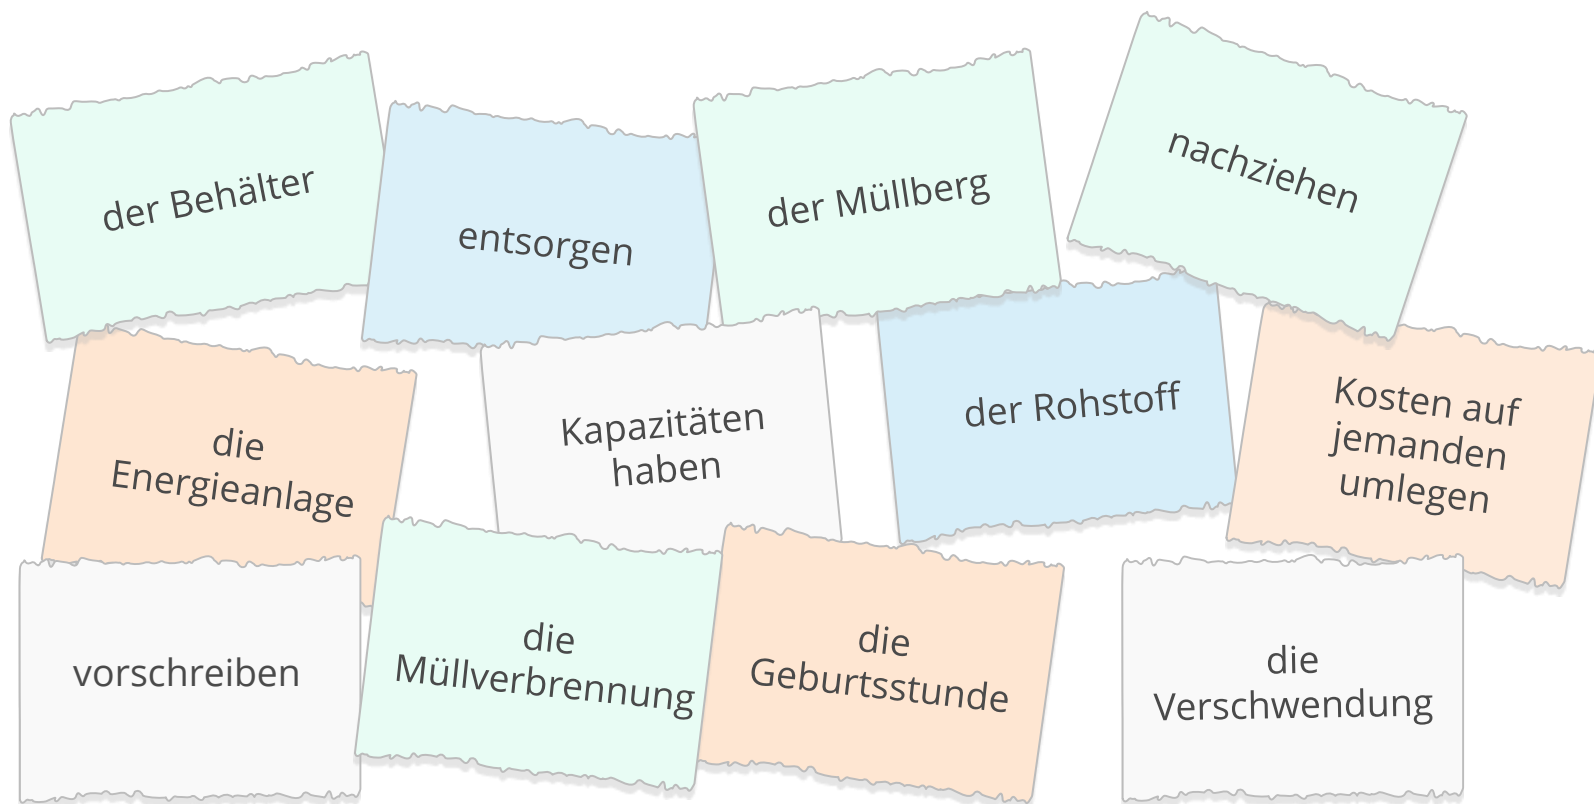 der Behälter
entsorgen
der Müllberg
nachziehen
die
Energieanlage
Kapazitäten
haben
der Rohstoff
Kosten auf
jemanden
umlegen
vorschreiben
die
Müllverbrennung
die
Geburtsstunde
die
Verschwendung